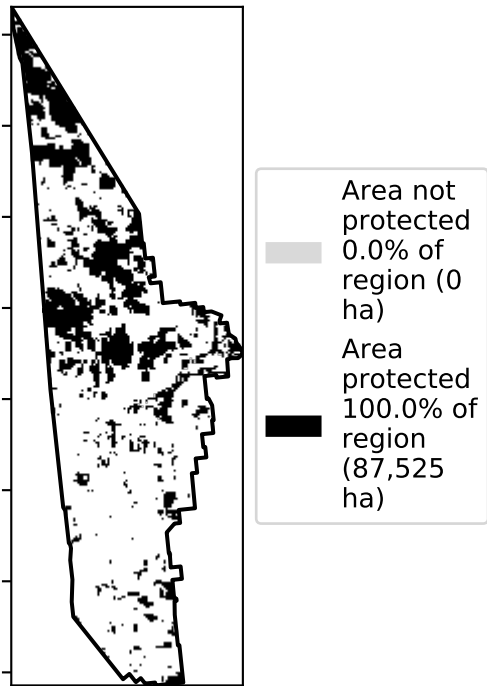 Area not
protected
0.0% of
region (0
ha)
Area
protected
100.0% of
region
(87,525
ha)